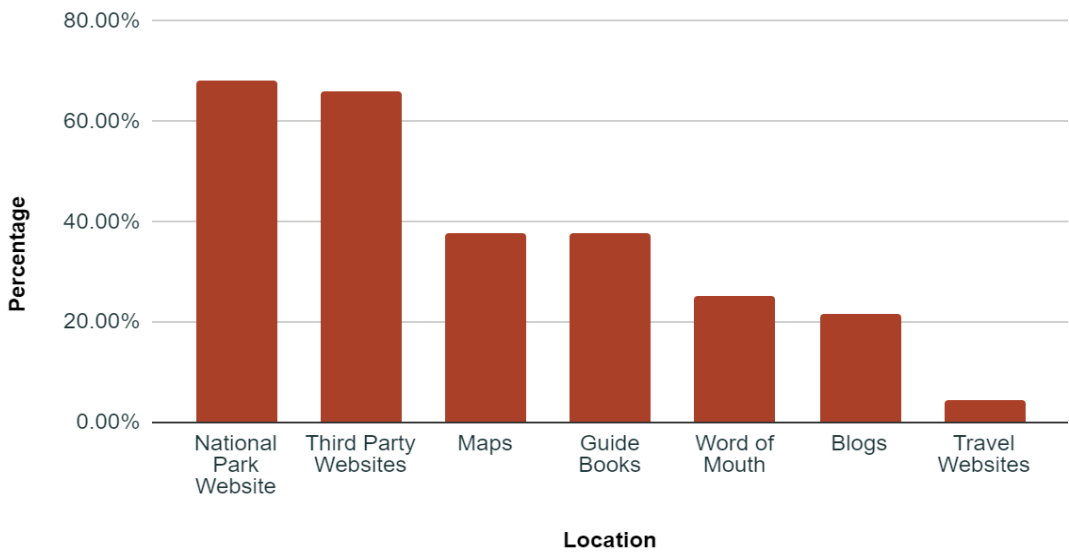 80.00%
60.00%
40.00%
20.00%
0.00%
Percentage
National
Park
Website
Third Party
Websites
Maps
Guide
Books
Word of
Mouth
Blogs
Travel
Websites
Location